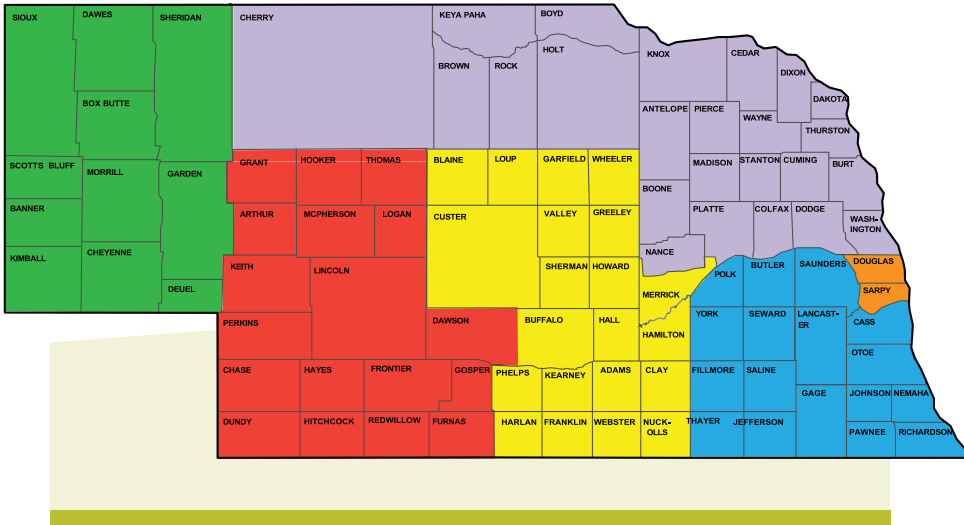 SIOUX
DAWES
SHERIDAN
CHERRY
KEYA PAHA
BOYD
BROWN
ROCK
HOLT
KNOX
CEDAR
DIXON
DAKOTA
BOX BUTTE
ANTELOPE
PIERCE
WAYNE
THURSTON
SCOTTS BLUFF
MORRILL
GARDEN
GRANT
HOOKER
THOMAS
BLAINE
LOUP
GARFIELD
WHEELER
BOONE
MADISON
STANTON
CUMING
BURT
BANNER
ARTHUR
MCPHERSON
LOGAN
CUSTER
VALLEY
GREELEY
PLATTE
COLFAX
DODGE
WASH-
INGTON
KIMBALL
CHEYENNE
DEUEL
KEITH
LINCOLN
SHERMAN
HOWARD
NANCE
MERRICK
POLK
BUTLER
SAUNDERS
DOUGLAS
SARPY
PERKINS
DAWSON
BUFFALO
HALL
HAMILTON
YORK
SEWARD
LANCAST-
ER
CASS
OTOE
CHASE
HAYES
FRONTIER
GOSPER
PHELPS
KEARNEY
ADAMS
CLAY
FILLMORE
SALINE
GAGE
JOHNSON
NEMAHA
DUNDY
HITCHCOCK
REDWILLOW
FURNAS
HARLAN
FRANKLIN
WEBSTER
NUCK-
OLLS
THAYER
JEFFERSON
PAWNEE
RICHARDSON